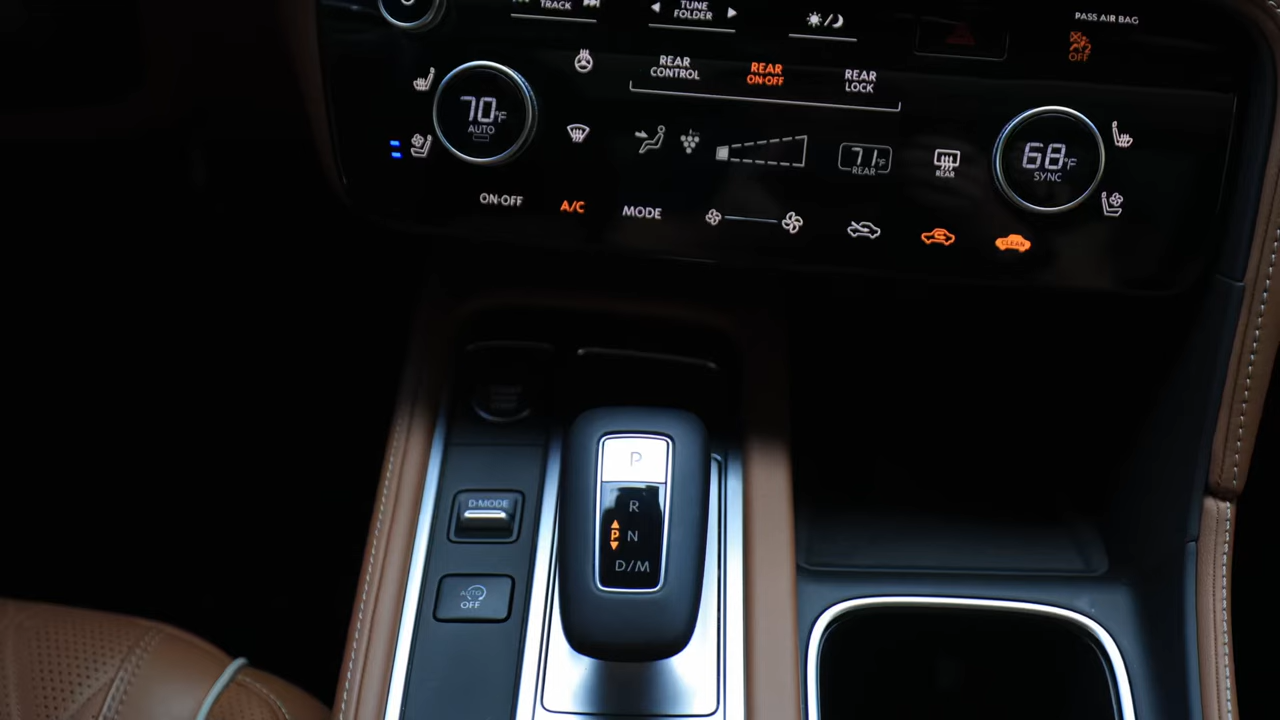 TRACK
TUNE
FOLDER
PASS AIR BAG
2
OFF
REAR
CONTROL
REAR
ON·OFF
REAR
LOCK
70°F
AUTO
71°F
REAR
REAR
68°F
SYNC
ON·OFF
A/C
MODE
CLEAN
P
R
P N
D/M
D-MODE
AUTO
OFF